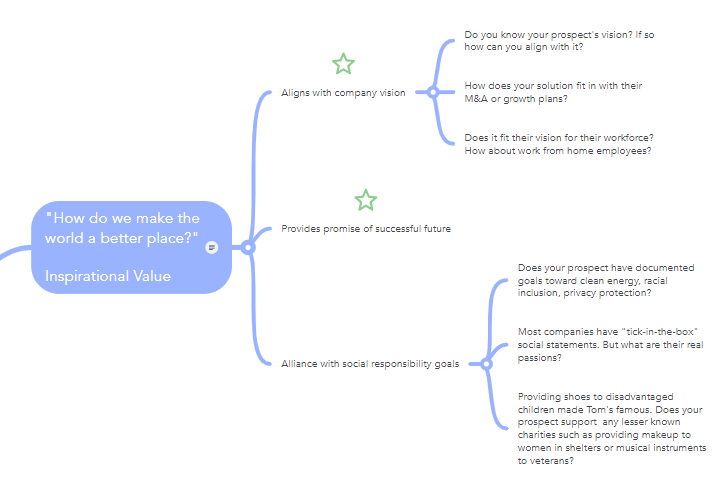 "How do we make the
world a better place?"
Inspirational Value
Aligns with company vision
Do you know your prospect's vision? If so
how can you align with it?
How does your solution fit in with their
M&A or growth plans?
Does it fit their vision for their workforce?
How about work from home employees?
Provides promise of successful future
Alliance with social responsibility goals
Does your prospect have documented
goals toward clean energy, racial
inclusion, privacy protection?
Most companies have "tick-in-the-box"
social statements. But what are their real
passions?
Providing shoes to disadvantaged
children made Tom's famous. Does your
prospect support  any lesser known
charities such as providing makeup to
women in shelters or musical instruments
to veterans?